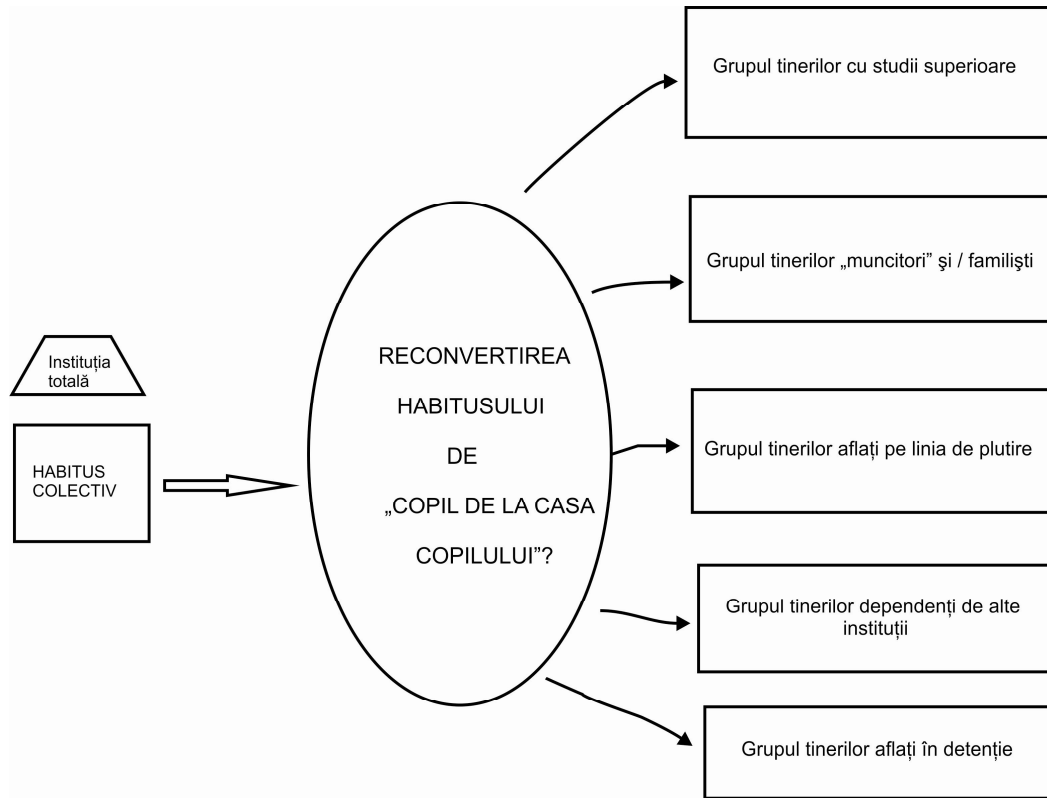 Instituția
totală
HABITUS
COLECTIV
RECONVERTIREA
HABITUSULUI
DE
„COPIL DE LA CASA
COPILULUI”?
Grupul tinerilor cu studii superioare
Grupul tinerilor „muncitori” şi / familişti
Grupul tinerilor aflați pe linia de plutire
Grupul tinerilor dependenți de alte
instituții
Grupul tinerilor aflați în detenție